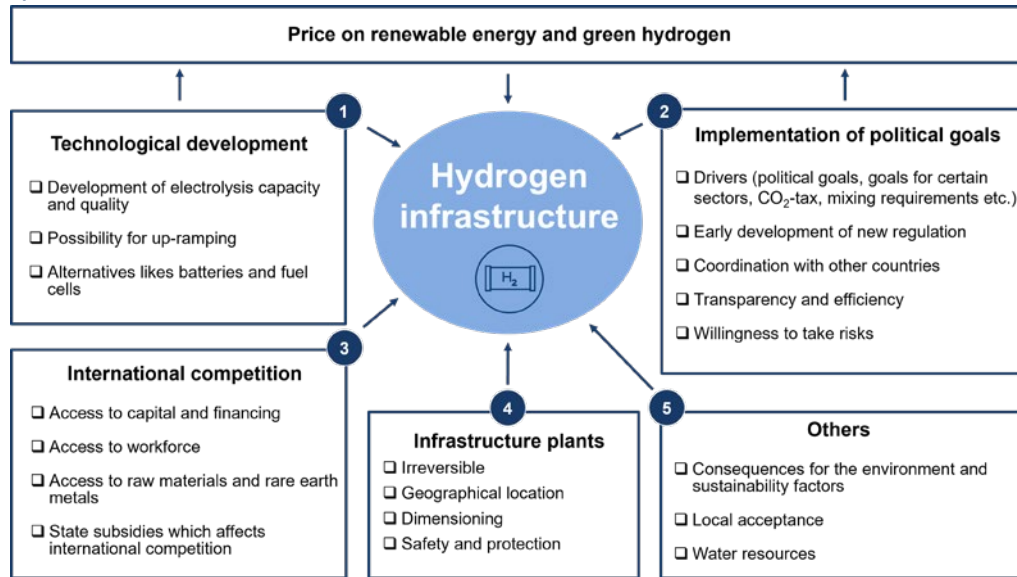 Price on renewable energy and green hydrogen
1
Technological development
❑ Development of electrolysis capacity
and quality
❑ Possibility for up-ramping
❑ Alternatives likes batteries and fuel
cells
Hydrogen
infrastructure
H₂
2
Implementation of political goals
❑ Drivers (political goals, goals for certain
sectors, CO₂-tax, mixing requirements etc.)
❑ Early development of new regulation
❑ Coordination with other countries
❑ Transparency and efficiency
❑ Willingness to take risks
3
International competition
❑ Access to capital and financing
❑ Access to workforce
❑ Access to raw materials and rare earth
metals
❑ State subsidies which affects
international competition
4
Infrastructure plants
❑ Irreversible
❑ Geographical location
❑ Dimensioning
❑ Safety and protection
5
Others
❑ Consequences for the environment and
sustainability factors
❑ Local acceptance
❑ Water resources